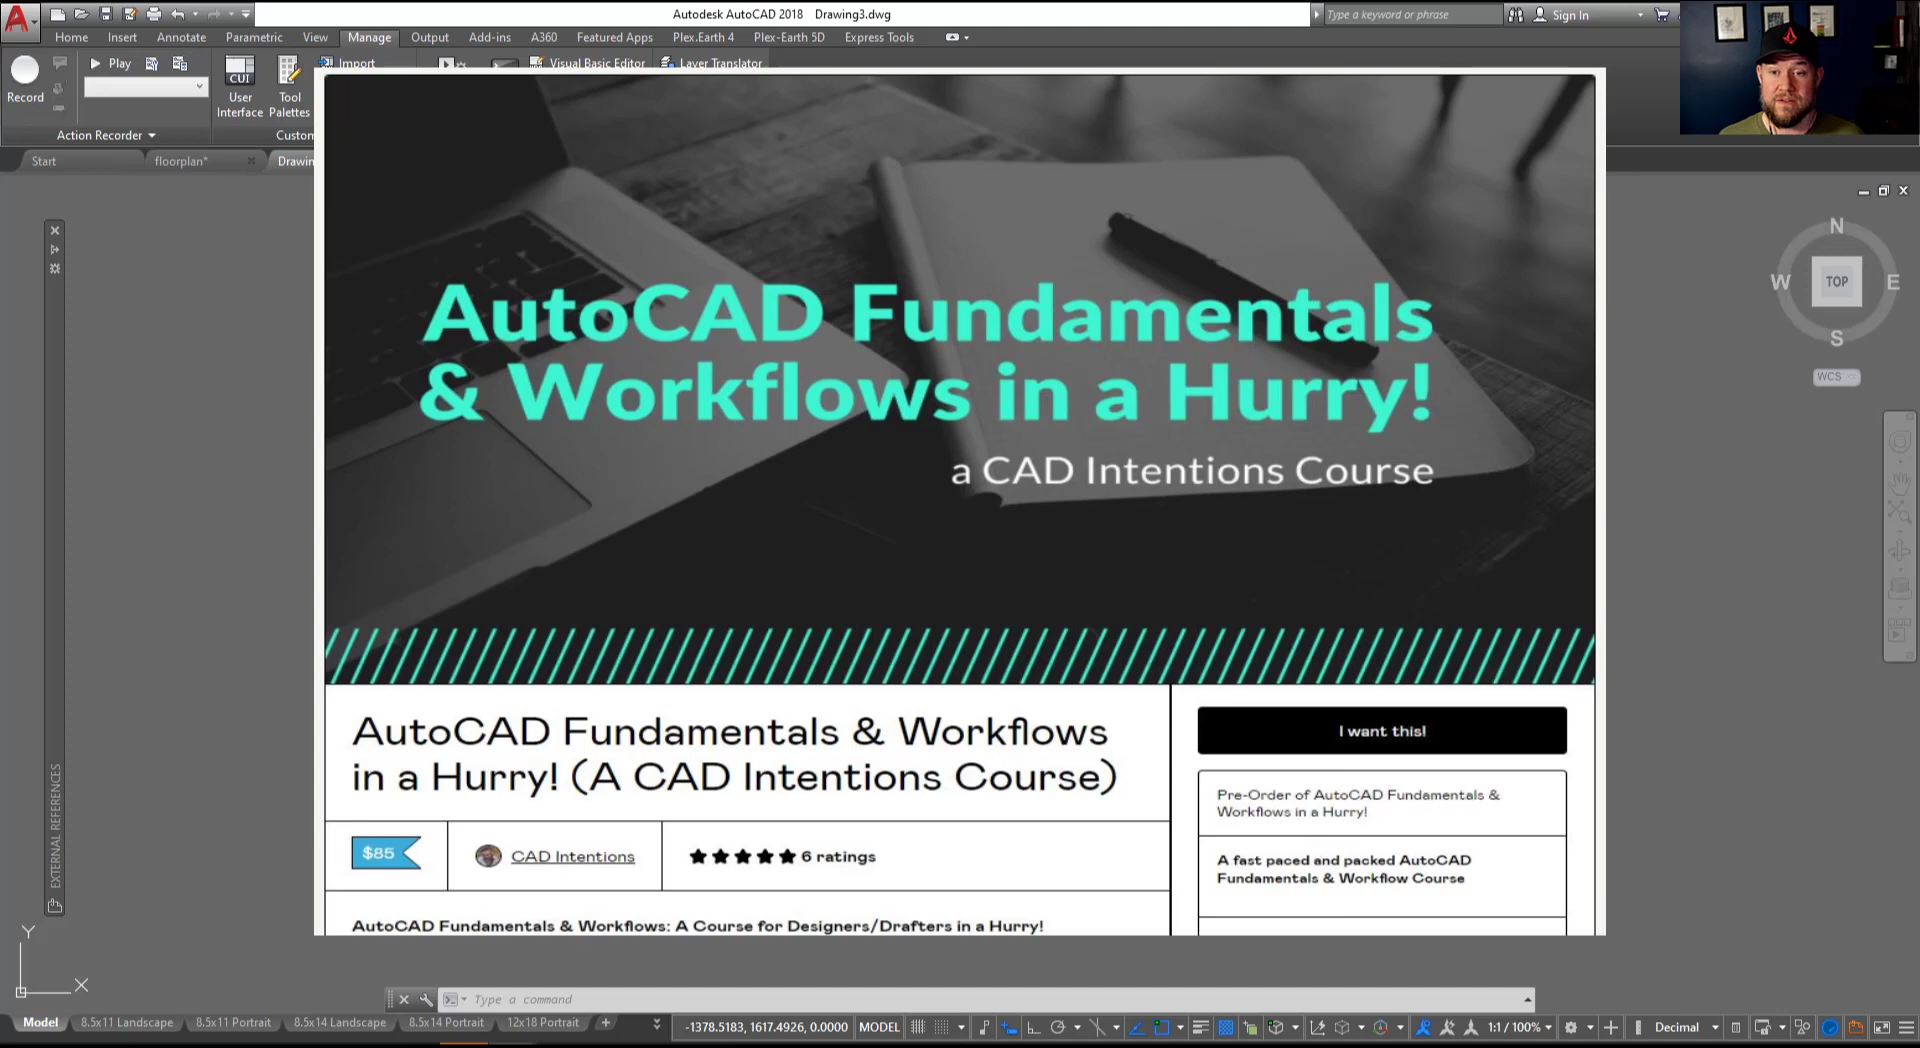 Autodesk AutoCAD 2018 Drawing3.dwg
Type a keyword or phrase
Sign In
Home Insert Annotate Parametric View Manage Output Add-ins A360 Featured Apps Plex.Earth 4 Plex-Earth 5D Express Tools
Record
Play
CUI
User
Interface
Tool
Palettes
Import
Visual Basic Editor
Layer Translator
Action Recorder
Start
floorplan*
N
W
TOP
E
S
WCS
EXTERNAL REFERENCES
AutoCAD Fundamentals
& Workflows in a Hurry!
a CAD Intentions Course
AutoCAD Fundamentals & Workflows
in a Hurry! (A CAD Intentions Course)
$85
CAD Intentions
6 ratings
AutoCAD Fundamentals & Workflows: A Course for Designers/Drafters in a Hurry!
I want this!
Pre-Order of AutoCAD Fundamentals &
Workflows in a Hurry!
A fast paced and packed AutoCAD
Fundamentals & Workflow Course
Y
X
Type a command
Model 8.5x11 Landscape 8.5x11 Portrait 8.5x14 Landscape 8.5x14 Portrait 12x18 Portrait
-1378.5183, 1617.4926, 0.0000 MODEL
1:1 / 100%
Decimal